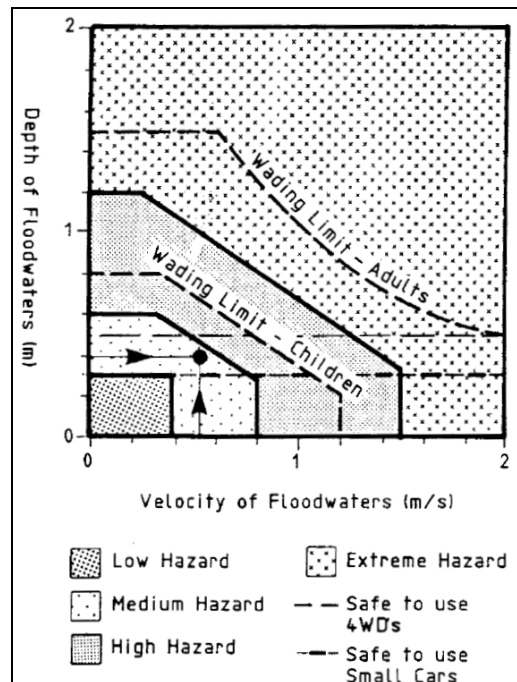 2
Depth of Floodwaters (m)
Wading Limit - Adults
1
Wading Limit - Children
0
0
1
2
Velocity of Floodwaters (m/s)
Low Hazard
Medium Hazard
High Hazard
Extreme Hazard
Safe to use
4WD's
Safe to use
Small Cars